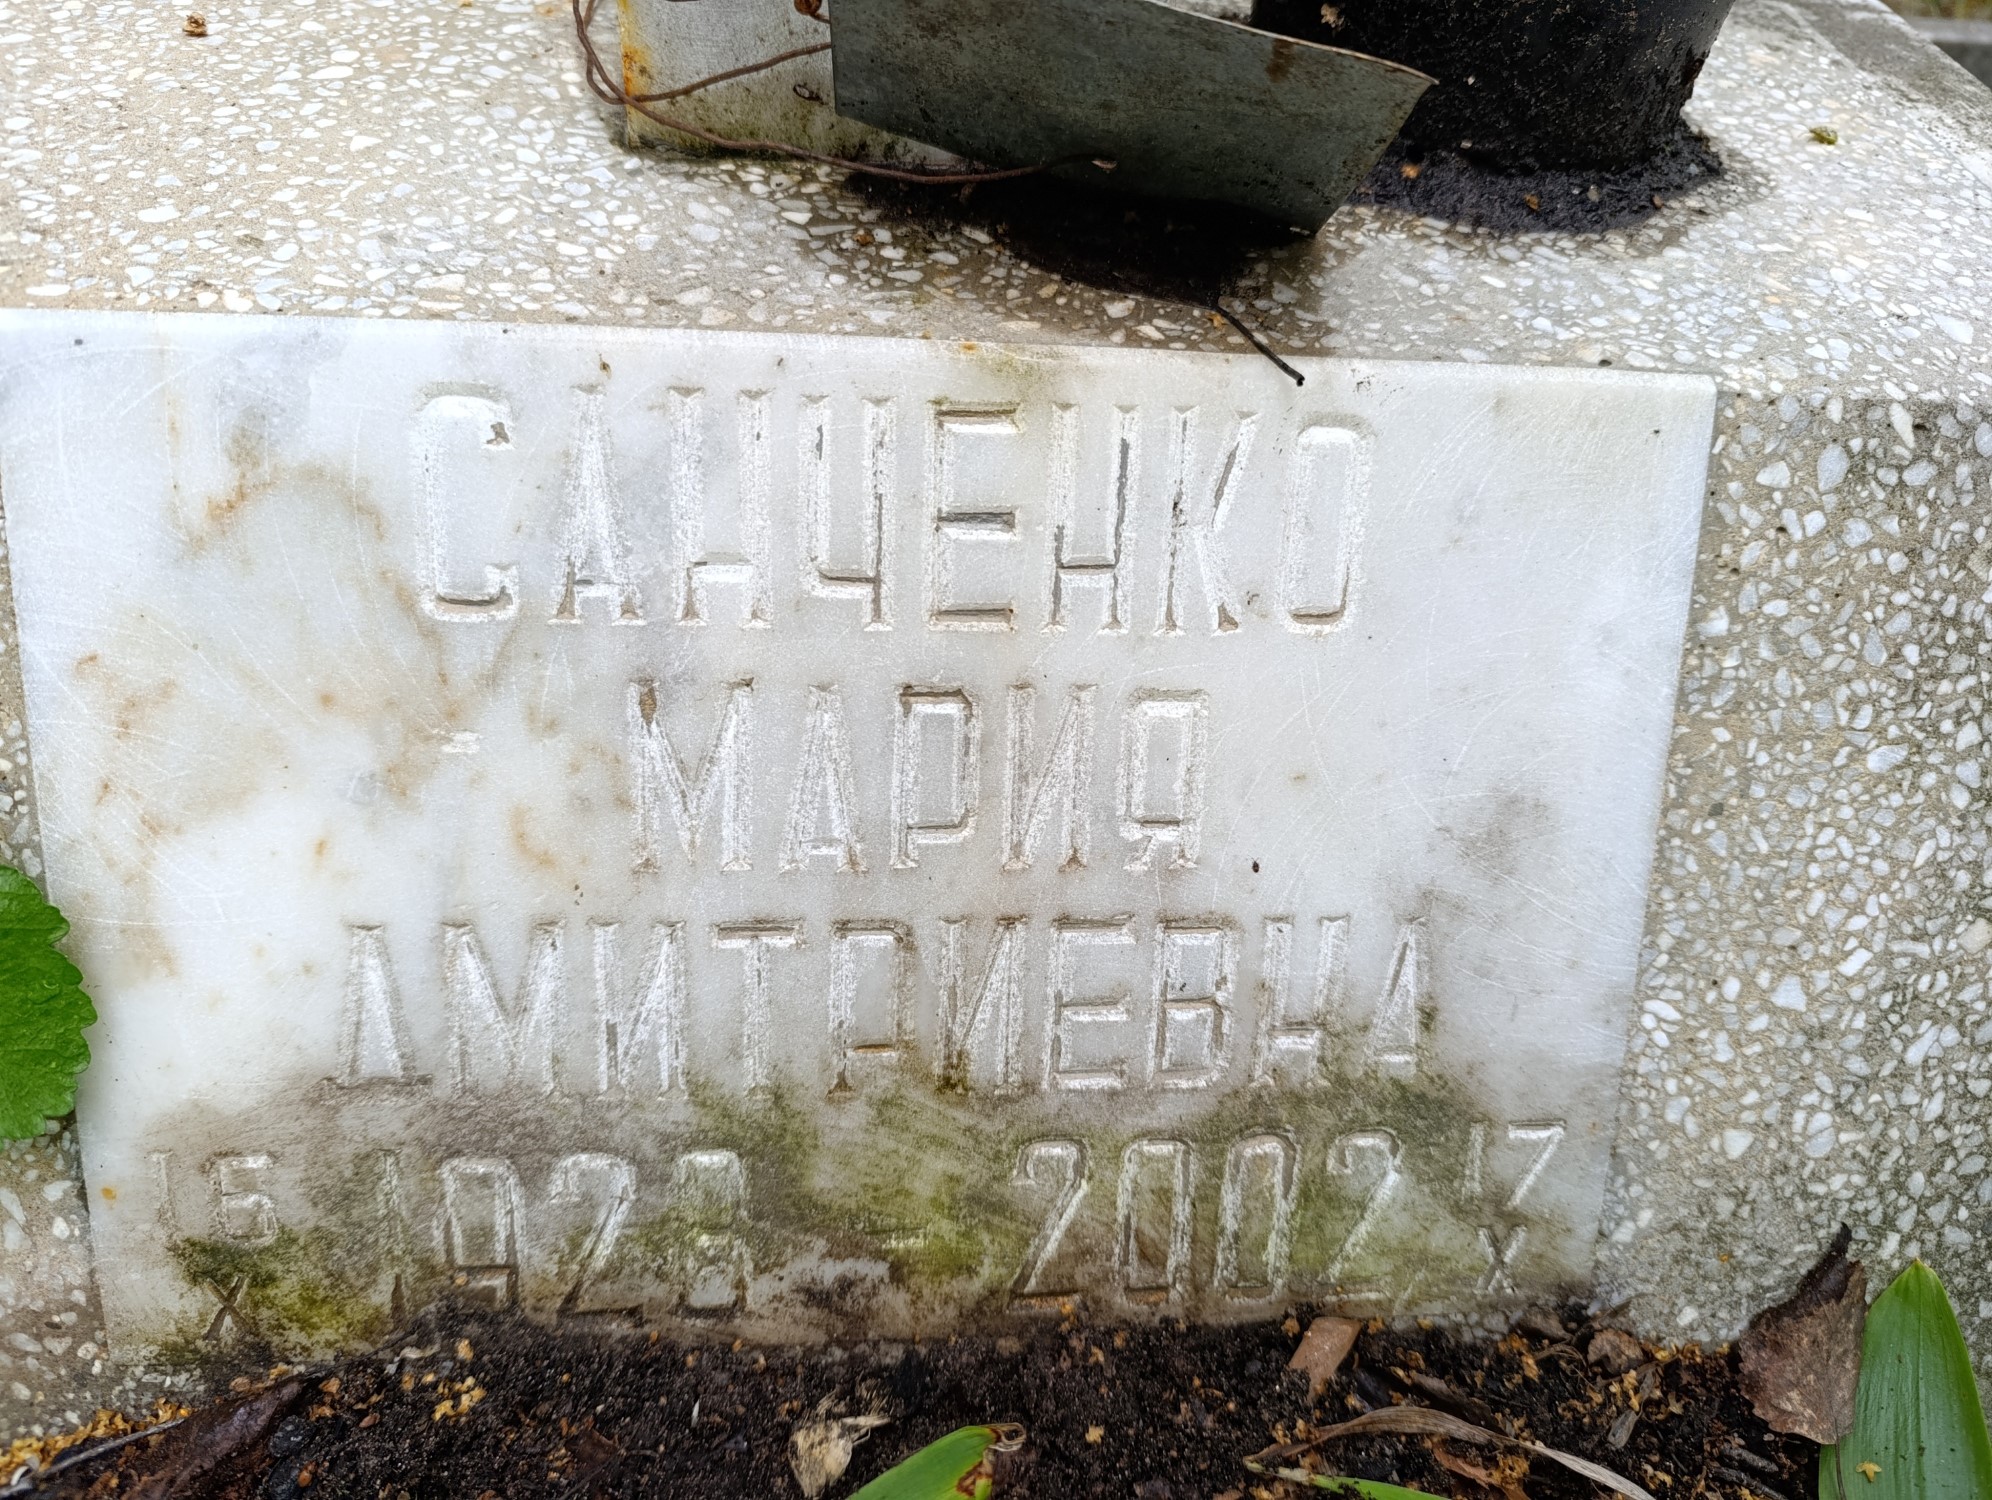 САНЧЕНКО
МАРИЯ
ДМИТРИЕВНА
16/X 1928 - 2002 17/X